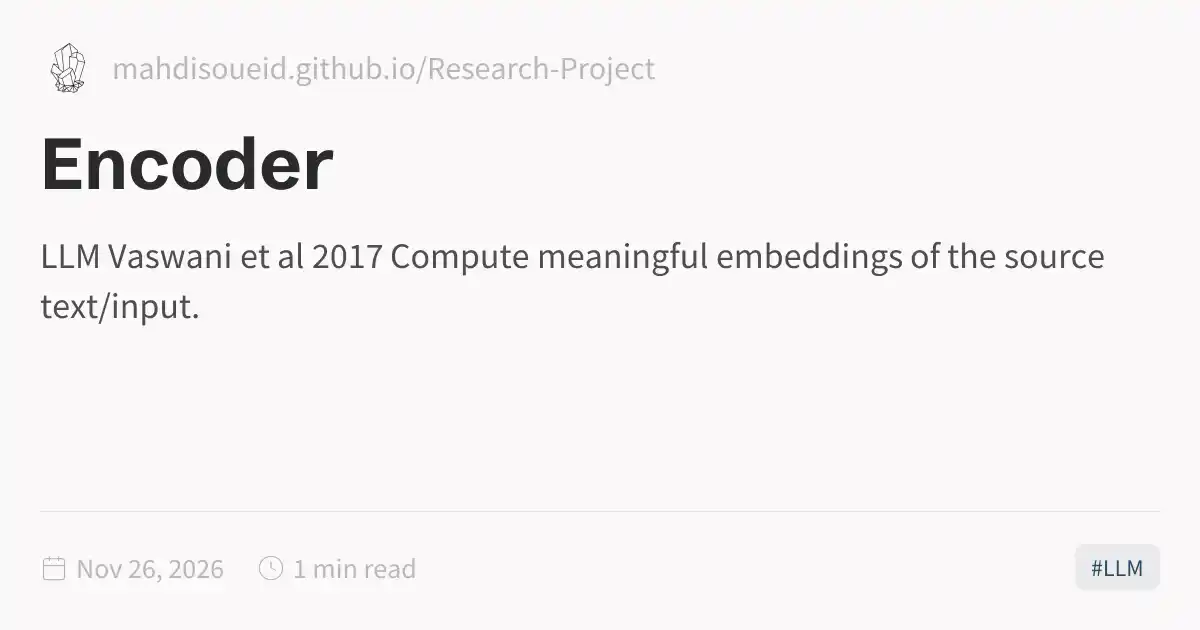 mahdisoueid.github.io/Research-Project
Encoder
LLM Vaswani et al 2017 Compute meaningful embeddings of the source
text/input.
Nov 26, 2026
1 min read
#LLM